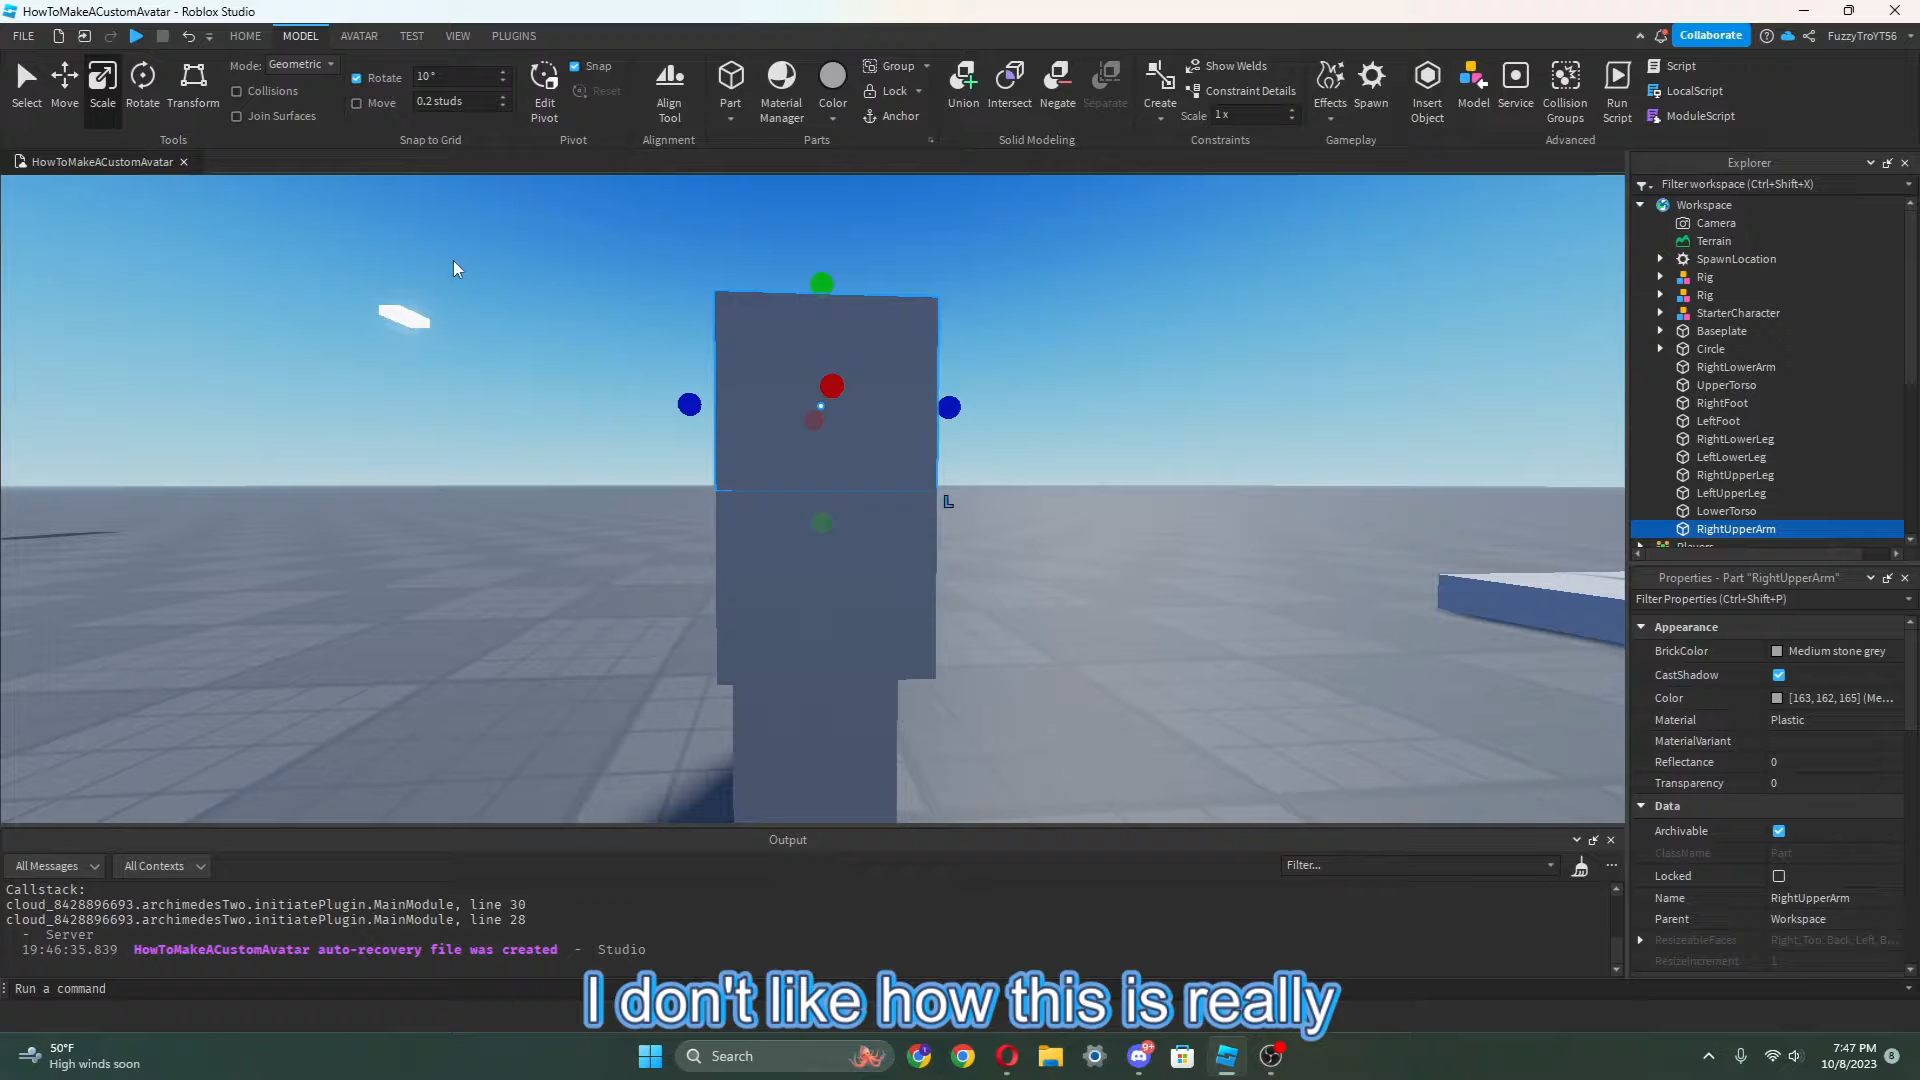 HowToMakeACustomAvatar - Roblox Studio
FILE HOME MODEL AVATAR TEST VIEW PLUGINS Collaborate FuzzyTroYT56
Select Move Scale Rotate Transform
Mode: Geometric
Collisions
Join Surfaces
Tools
Rotate 10°
Move 0.2 studs
Snap to Grid
Edit Pivot
Snap
Reset
Pivot
Align Tool
Alignment
Part
Material Manager
Color
Group
Lock
Anchor
Parts
Union Intersect Negate Separate
Solid Modeling
Create
Show Welds
Constraint Details
Scale 1 x
Constraints
Effects Spawn
Gameplay
Insert Object
Model
Service
Collision Groups
Run Script
Script
LocalScript
ModuleScript
Advanced
HowToMakeACustomAvatar
L
Explorer
Filter workspace (Ctrl+Shift+X)
Workspace
Camera
Terrain
SpawnLocation
Rig
Rig
StarterCharacter
Baseplate
Circle
RightLowerArm
UpperTorso
RightFoot
LeftFoot
RightLowerLeg
LeftLowerLeg
RightUpperLeg
LeftUpperLeg
LowerTorso
RightUpperArm
Players
Properties - Part "RightUpperArm"
Filter Properties (Ctrl+Shift+P)
Appearance
BrickColor Medium stone grey
CastShadow
Color [163, 162, 165] (Me...
Material Plastic
MaterialVariant
Reflectance 0
Transparency 0
Data
Archivable
ClassName Part
Locked
Name RightUpperArm
Parent Workspace
ResizeableFaces Right, Top, Back, Left, B...
ResizeIncrement 1
Output
All Messages All Contexts Filter...
Callstack:
cloud_8428896693.archimedesTwo.initiatePlugin.MainModule, line 30
cloud_8428896693.archimedesTwo.initiatePlugin.MainModule, line 28
- Server
19:46:35.839 HowToMakeACustomAvatar auto-recovery file was created - Studio
Run a command
I don't like how this is really
50°F
High winds soon
Search
9+
7:47 PM
10/8/2023
8